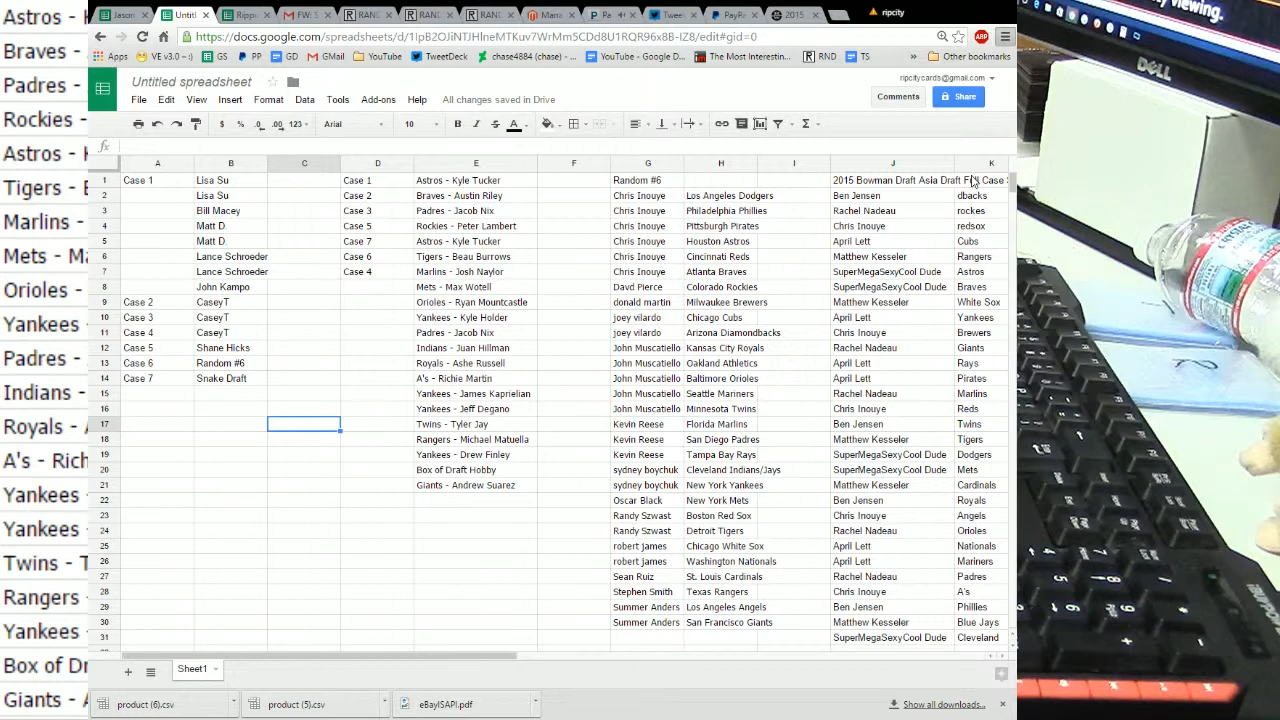 Astros -
Braves -
Padres -
Rockies -
Astros -
Tigers - E
Marlins -
Mets - Ma
Orioles -
Yankees
Padres -
Indians -
Royals - A
A's - Rich
Yankees
Yankees
Twins - T
Rangers -
Yankees
Box of Dr
Giants - A
Jason
Untitl
Rippi
FW: S
RAND
RAND
RAND
Mana
Pa
Tweet
PayPa
2015
ripcity
https://docs.google.com/spreadsheets/d/1lpB2OJiNTJHlneMTKuv7WrMm5CDd8U1RQR96x8B-IZ8/edit#gid=0
ABP
Apps VE v3.0 ~ :) GS PP GD GMail YouTube TweetDeck chase4884 (chase) - YouTube - Google D... The Most Interestin... RND TS » Other bookmarks
Untitled spreadsheet
ripcitycards@gmail.com
File Edit View Insert Format Data Tools Add-ons Help All changes saved in Drive
Comments Share
$ % .0 .00 123 Arial 10 B I S A Σ
fx
A B C D E F G H I J K
1 Case 1 Lisa Su Case 1 Astros - Kyle Tucker Random #6 2015 Bowman Draft Asia Draft Full Case
2 Lisa Su Case 2 Braves - Austin Riley Chris Inouye Los Angeles Dodgers Ben Jensen dbacks
3 Bill Macey Case 3 Padres - Jacob Nix Chris Inouye Philadelphia Phillies Rachel Nadeau rockes
4 Matt D. Case 5 Rockies - Peter Lambert Chris Inouye Pittsburgh Pirates Chris Inouye redsox
5 Matt D. Case 7 Astros - Kyle Tucker Chris Inouye Houston Astros April Lett Cubs
6 Lance Schroeder Case 6 Tigers - Beau Burrows Chris Inouye Cincinnati Reds Matthew Kesseler Rangers
7 Lance Schroeder Case 4 Marlins - Josh Naylor Chris Inouye Atlanta Braves SuperMegaSexyCool Dude Astros
8 John Kampo Mets - Max Wotell Davd Pierce Colorado Rockies SuperMegaSexyCool Dude Braves
9 Case 2 CaseyT Orioles - Ryan Mountcastle donald martin Milwaukee Brewers Matthew Kesseler White Sox
10 Case 3 CaseyT Yankees - Kyle Holder joey vilardo Chicago Cubs April Lett Yankees
11 Case 4 CaseyT Padres - Jacob Nix joey vilardo Arizona Diamondbacks Chris Inouye Brewers
12 Case 5 Shane Hicks Indians - Juan Hillman John Muscatiello Kansas City Royals Rachel Nadeau Giants
13 Case 6 Random #6 Royals - Ashe Russell John Muscatiello Oakland Athletics April Lett Rays
14 Case 7 Snake Draft A's - Richie Martin John Muscatiello Baltimore Orioles April Lett Pirates
15 Yankees - James Kaprielian John Muscatiello Seattle Mariners Rachel Nadeau Marlins
16 Yankees - Jeff Degano John Muscatiello Minnesota Twins Chris Inouye Reds
17 Twins - Tyler Jay Kevin Reese Florida Marlins Ben Jensen Twins
18 Rangers - Michael Matuella Kevin Reese San Diego Padres Matthew Kesseler Tigers
19 Yankees - Drew Finley Kevin Reese Tampa Bay Rays SuperMegaSexyCool Dude Dodgers
20 Box of Draft Hobby sydney boychuk Cleveland Indians/Jays SuperMegaSexyCool Dude Mets
21 Giants - Andrew Suarez sydney boychuk New York Yankees Matthew Kesseler Cardinals
22 Oscar Black New York Mets Ben Jensen Royals
23 Randy Szwast Boston Red Sox Chris Inouye Angels
24 Randy Szwast Detroit Tigers Rachel Nadeau Orioles
25 robert james Chicago White Sox April Lett Nationals
26 robert james Washington Nationals April Lett Mariners
27 Sean Ruiz St. Louis Cardinals Rachel Nadeau Padres
28 Stephen Smith Texas Rangers Chris Inouye A's
29 Summer Anders Los Angeles Angels Ben Jensen Phillies
30 Summer Anders San Francisco Giants Matthew Kesseler Blue Jays
31 SuperMegaSexyCool Dude Cleveland
Sheet1
product (6).csv product (5).csv eBayISAPI.pdf Show all downloads...
viewing.
DELL
CRYSTAL